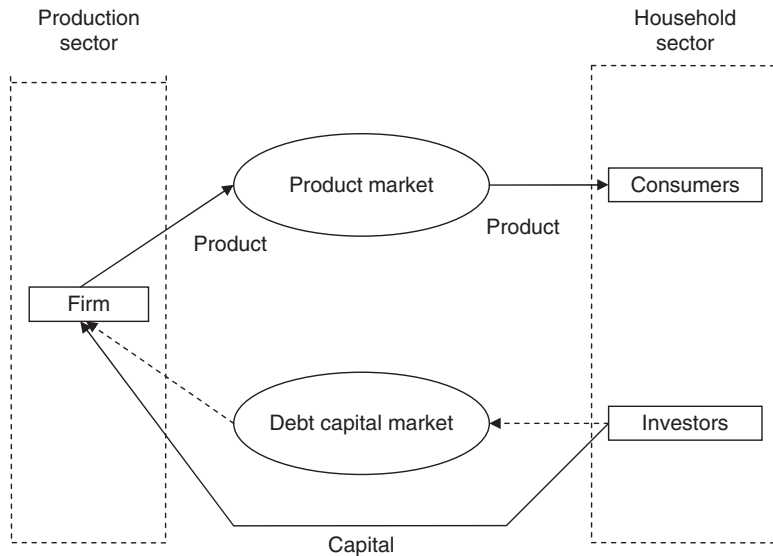 Production
sector
Household
sector
Product market
Consumers
Product
Product
Firm
Debt capital market
Investors
Capital